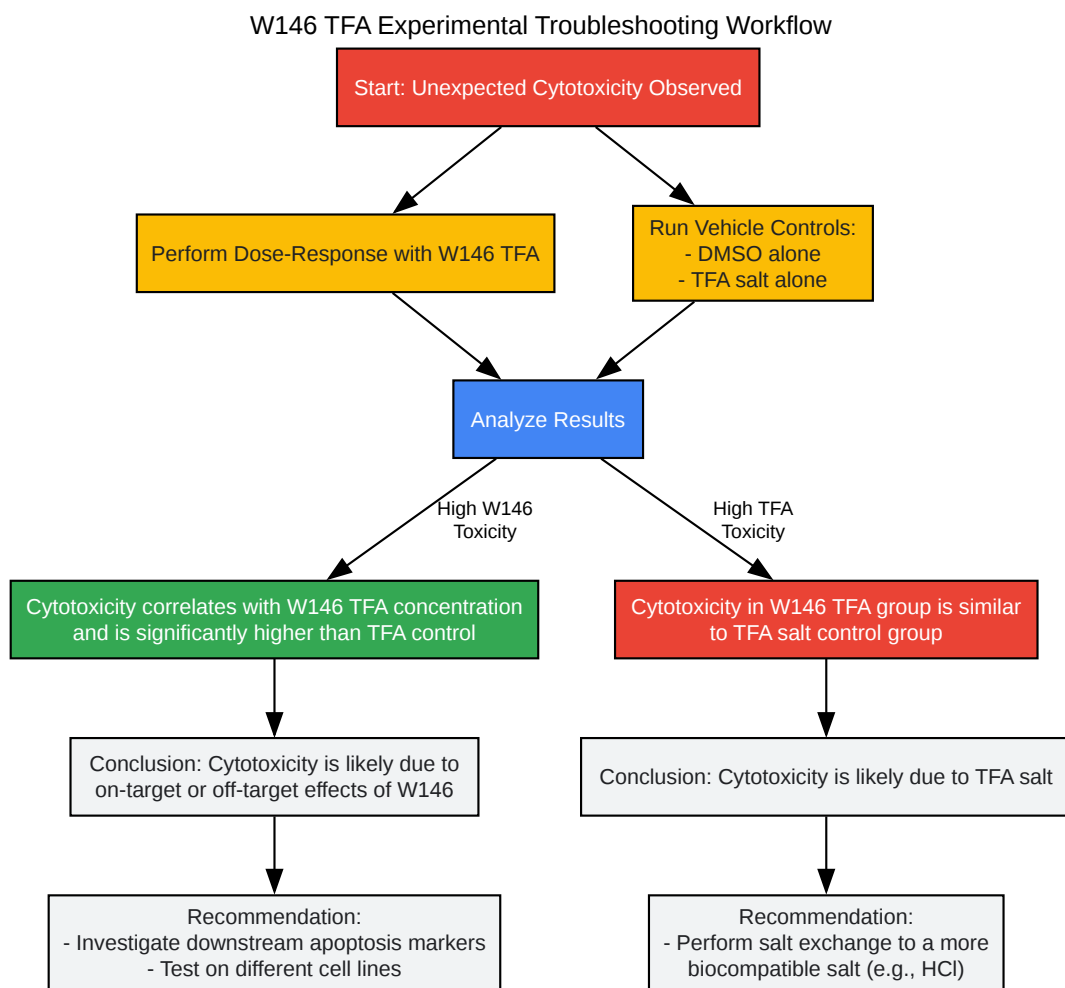 W146 TFA Experimental Troubleshooting Workflow
Start: Unexpected Cytotoxicity Observed
Perform Dose-Response with W146 TFA
Run Vehicle Controls:
- DMSO alone
- TFA salt alone
Analyze Results
High W146
Toxicity
High TFA
Toxicity
Cytotoxicity correlates with W146 TFA concentration
and is significantly higher than TFA control
Cytotoxicity in W146 TFA group is similar
to TFA salt control group
Conclusion: Cytotoxicity is likely due to
on-target or off-target effects of W146
Conclusion: Cytotoxicity is likely due to TFA salt
Recommendation:
- Investigate downstream apoptosis markers
- Test on different cell lines
Recommendation:
- Perform salt exchange to a more
biocompatible salt (e.g., HCl)